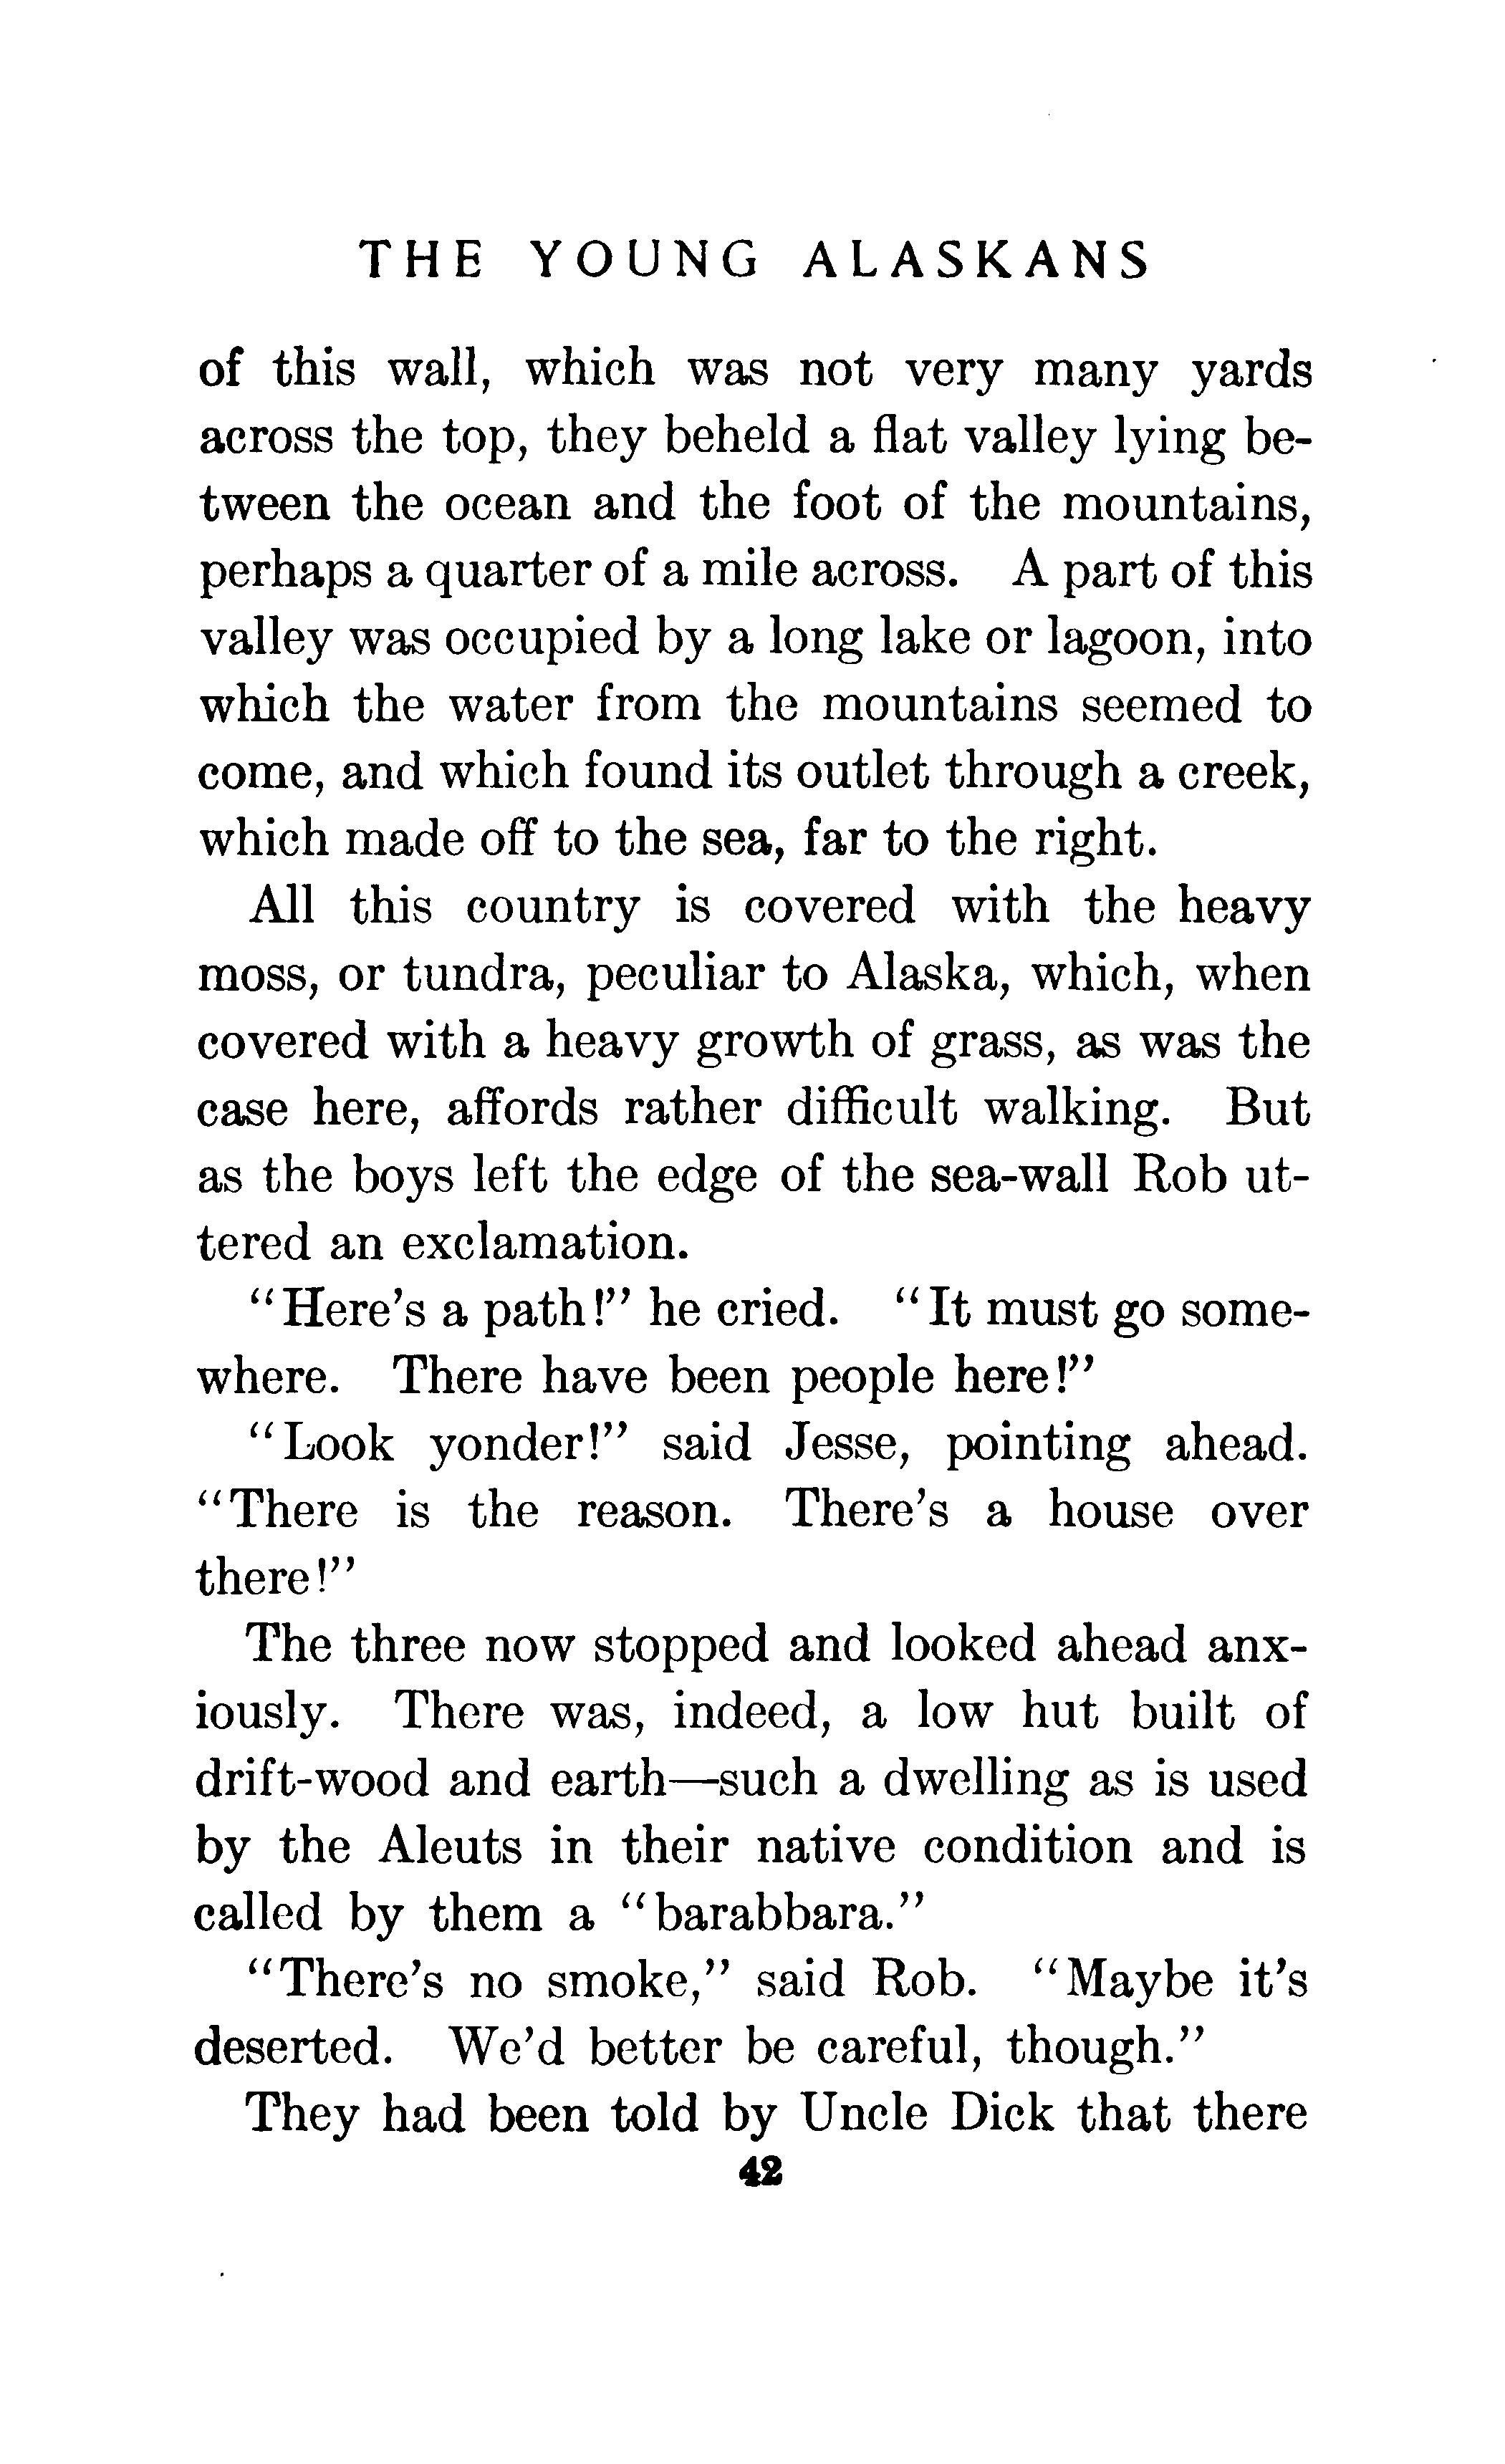 THE YOUNG ALASKANS
of this wall, which was not very many yards
across the top, they beheld a flat valley lying be-
tween the ocean and the foot of the mountains,
perhaps a quarter of a mile across. A part of this
valley was occupied by a long lake or lagoon, into
which the water from the mountains seemed to
come, and which found its outlet through a creek,
which made off to the sea, far to the right.
All this country is covered with the heavy
moss, or tundra, peculiar to Alaska, which, when
covered with a heavy growth of grass, as was the
case here, affords rather difficult walking. But
as the boys left the edge of the sea-wall Rob ut-
tered an exclamation.
“Here’s a path!” he cried. “It must go some-
where. There have been people here!”
“Look yonder!” said Jesse, pointing ahead.
“There is the reason. There’s a house over
there!”
The three now stopped and looked ahead anx-
iously. There was, indeed, a low hut built of
drift-wood and earth—such a dwelling as is used
by the Aleuts in their native condition and is
called by them a “barabbara.”
“There’s no smoke,” said Rob. “Maybe it’s
deserted. We’d better be careful, though.”
They had been told by Uncle Dick that there
42